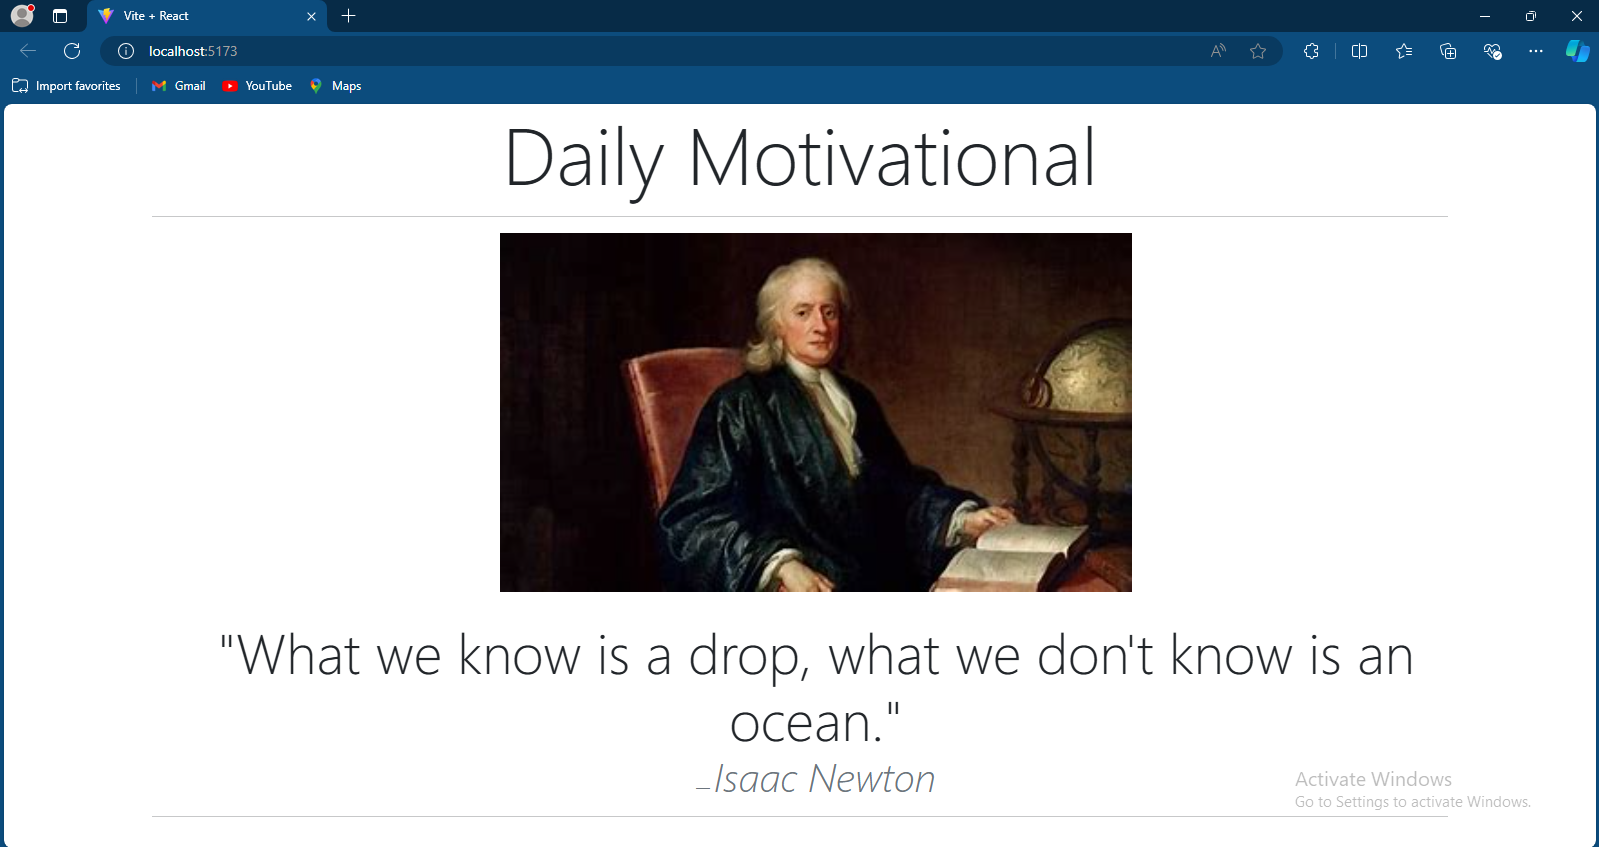 Vite + React
localhost:5173
Import favorites
Gmail
YouTube
Maps
Daily Motivational
"What we know is a drop, what we don't know is an
ocean."
_Isaac Newton
Activate Windows
Go to Settings to activate Windows.